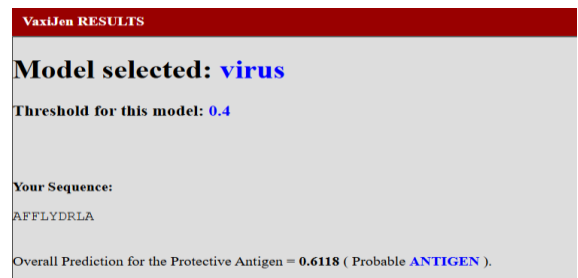 VaxiJen RESULTS
Model selected: virus
Threshold for this model: 0.4
Your Sequence:
AFFLYDRLA
Overall Prediction for the Protective Antigen = 0.6118 ( Probable ANTIGEN ).